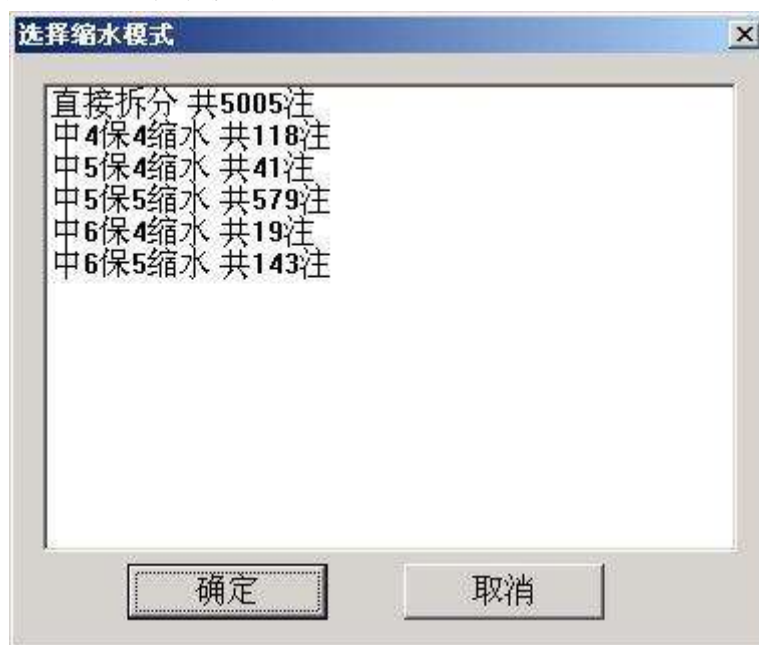 选择缩水模式
直接拆分 共5005注
中4保4缩水 共118注
中5保4缩水 共41注
中5保5缩水 共579注
中6保4缩水 共19注
中6保5缩水 共143注
确定 取消